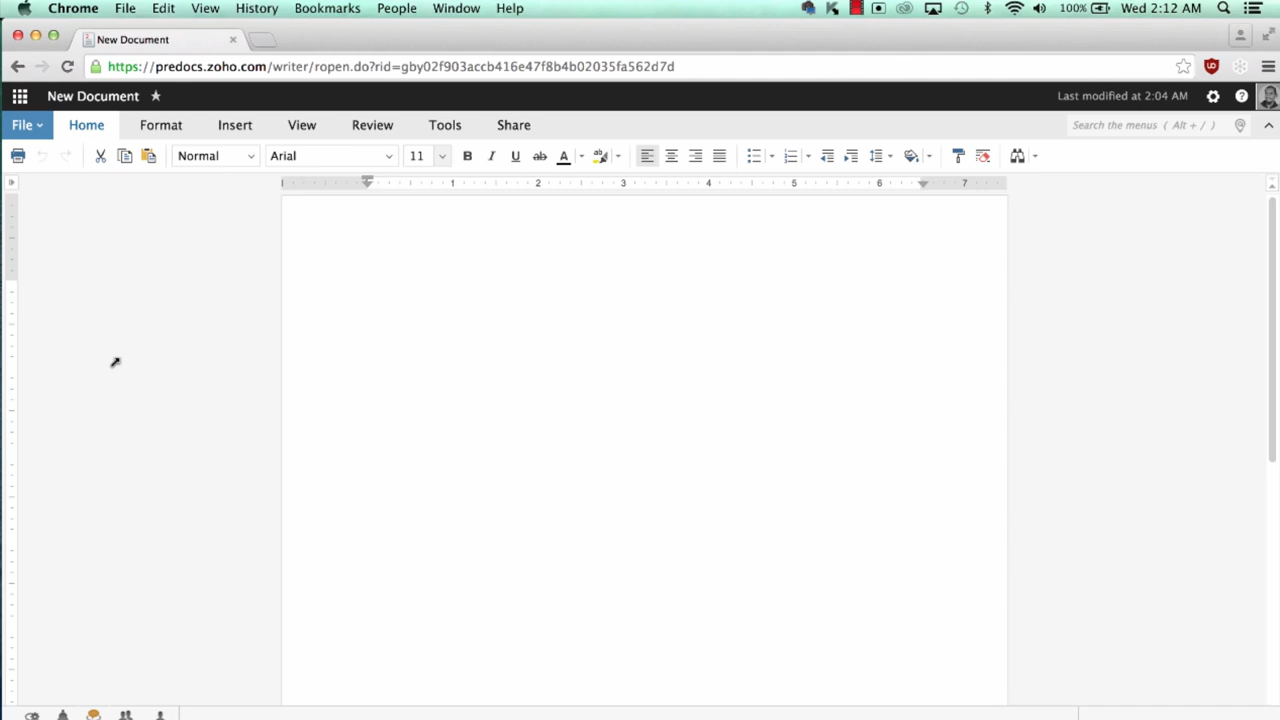 Chrome File Edit View History Bookmarks People Window Help 100% Wed 2:12 AM
New Document
https://predocs.zoho.com/writer/ropen.do?rid=gby02f903accb416e47f8b4b02035fa562d7d
New Document Last modified at 2:04 AM
File Home Format Insert View Review Tools Share Search the menus ( Alt + / )
Normal Arial 11 B I U ab A
1 2 3 4 5 6 7